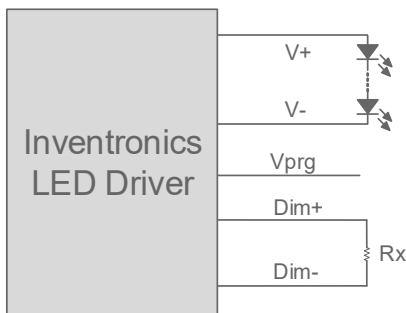 Inventronics
LED Driver
V+
V-
Vprg
Dim+
Rx
Dim-